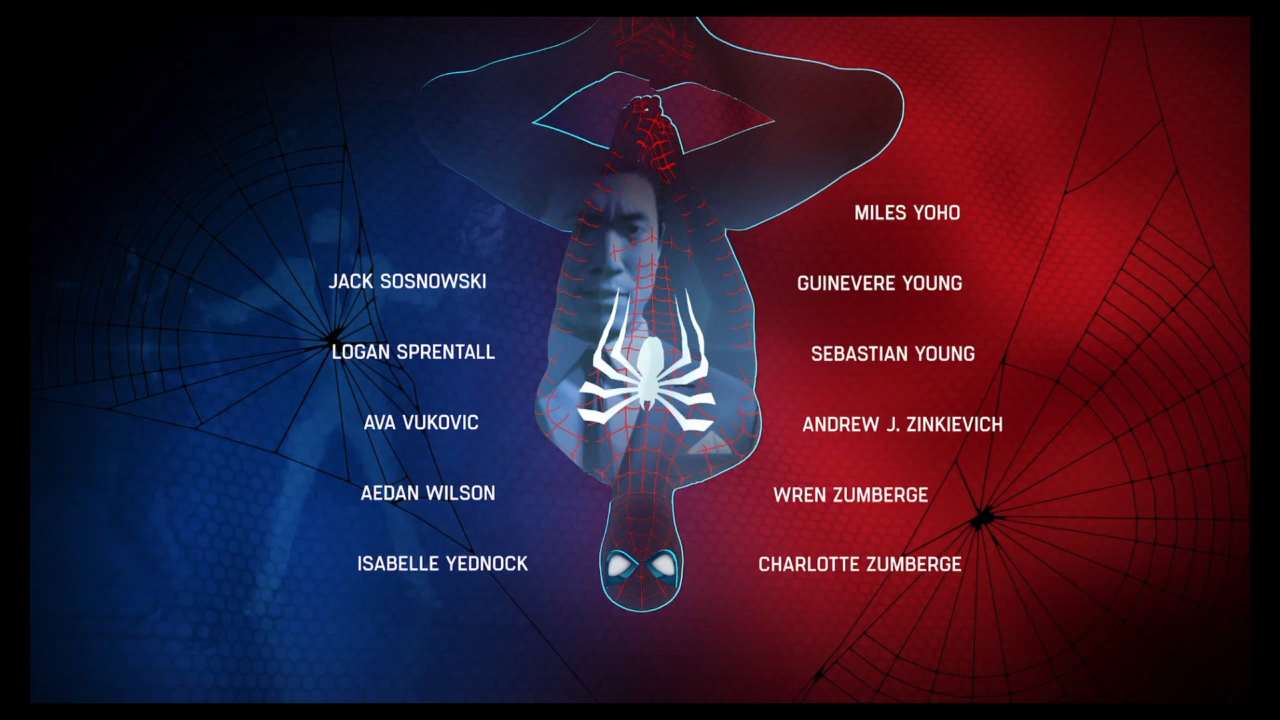 JACK SOSNOWSKI
LOGAN SPRENTALL
AVA VUKOVIC
AEDAN WILSON
ISABELLE YEDNOCK
MILES YOHO
GUINEVERE YOUNG
SEBASTIAN YOUNG
ANDREW J. ZINKIEVICH
WREN ZUMBERGE
CHARLOTTE ZUMBERGE